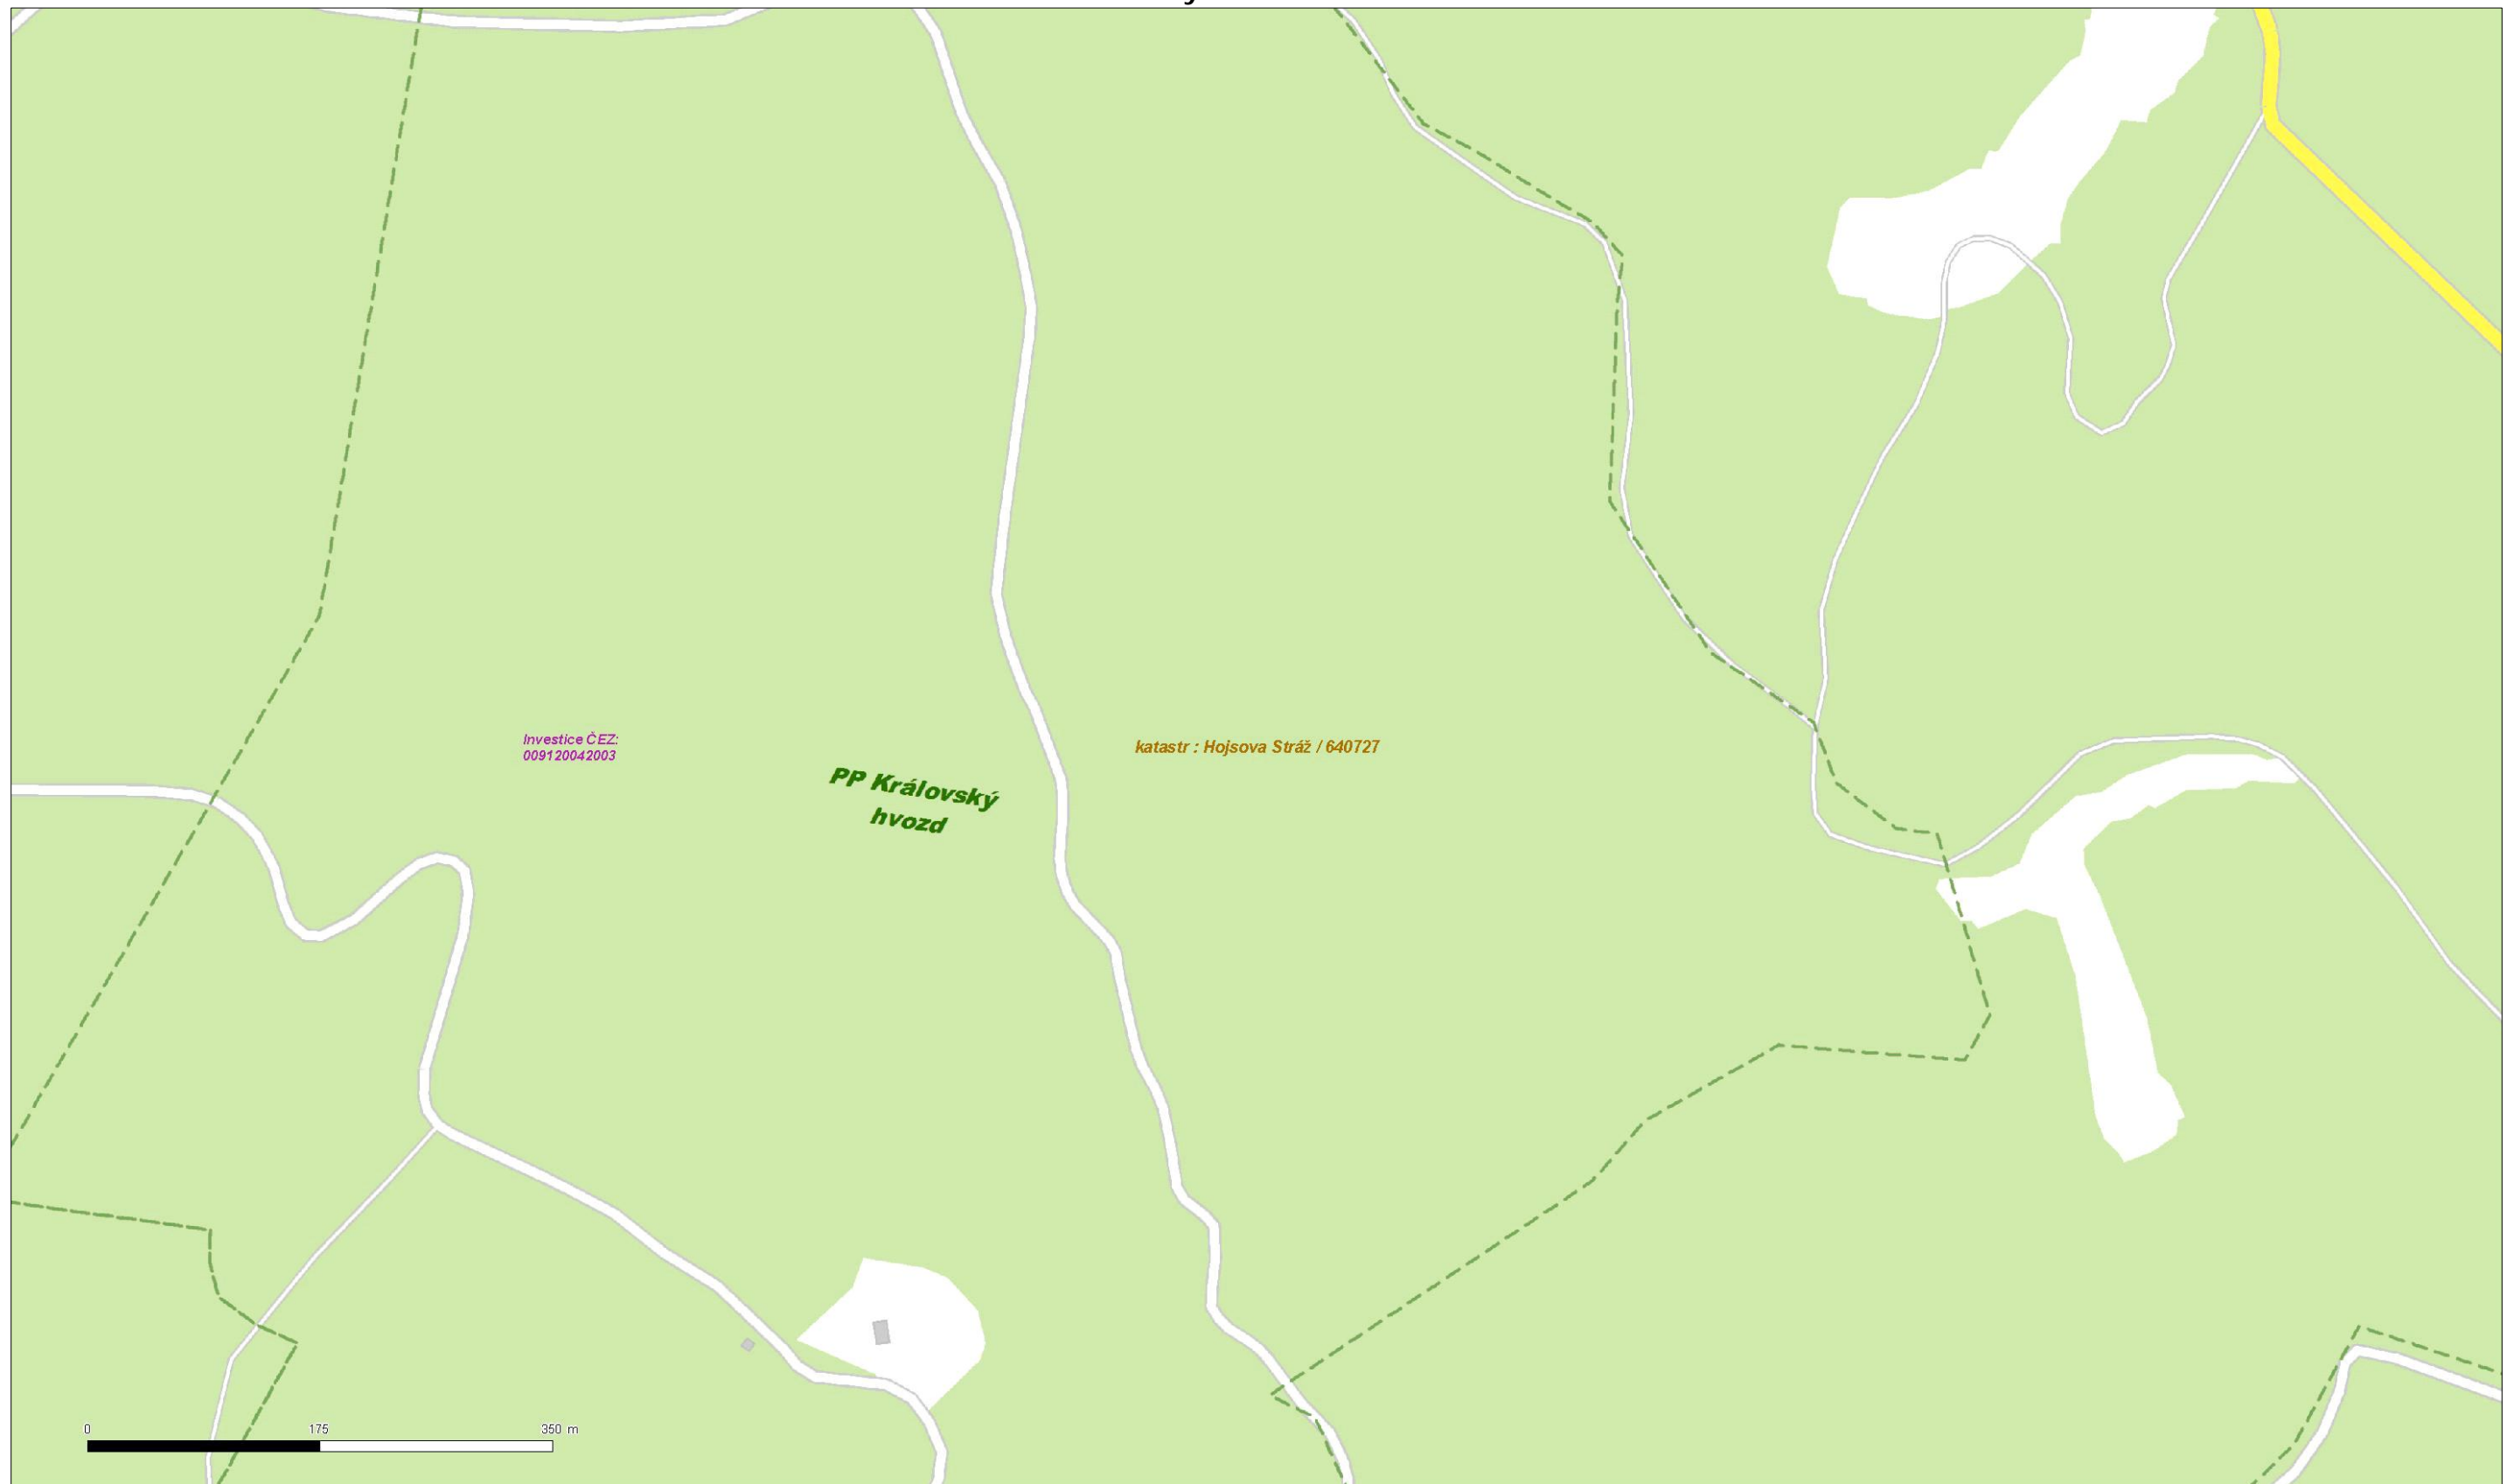 Investice ČEZ:
009120042003
katastr : Hojsova Stráž / 640727
PP Královský
hvozd
0 175 350 m